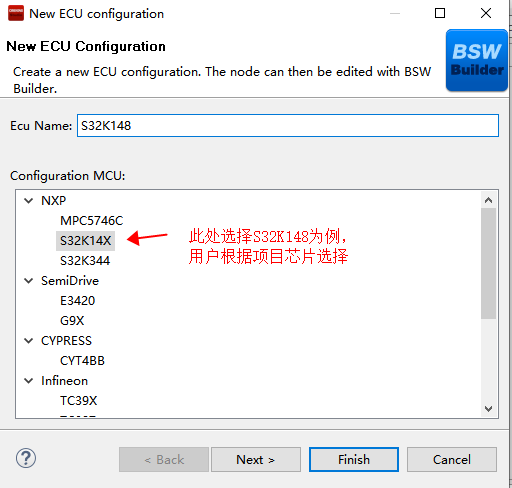 New ECU configuration
New ECU Configuration
Create a new ECU configuration. The node can then be edited with BSW
Builder.
BSW
Builder
Ecu Name: S32K148
Configuration MCU:
NXP
MPC5746C
S32K14X
此处选择S32K148为例，
用户根据项目芯片选择
S32K344
SemiDrive
E3420
G9X
CYPRESS
CYT4BB
Infineon
TC39X
< Back
Next >
Finish
Cancel